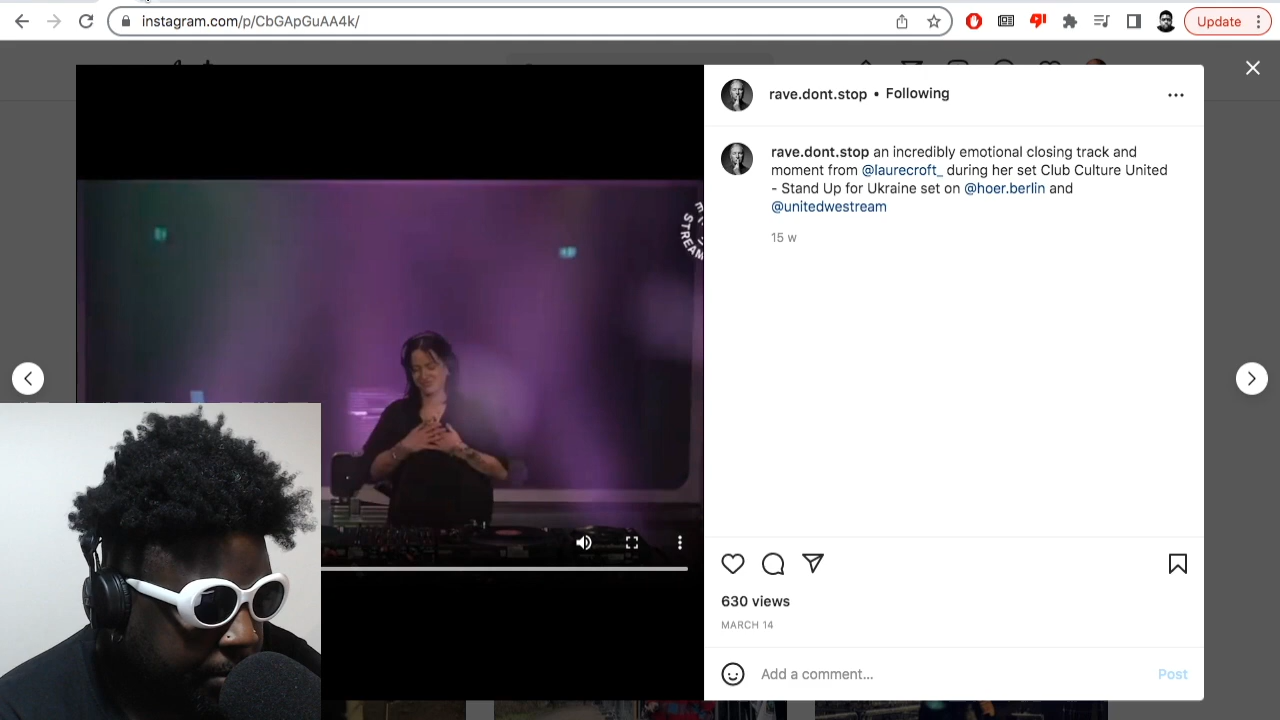 instagram.com/p/CbGApGuAA4k/
Update
rave.dont.stop • Following
rave.dont.stop an incredibly emotional closing track and
moment from @laurecroft_ during her set Club Culture United
- Stand Up for Ukraine set on @hoer.berlin and
@unitedwestream
15 w
STREAM
630 views
MARCH 14
Add a comment...
Post